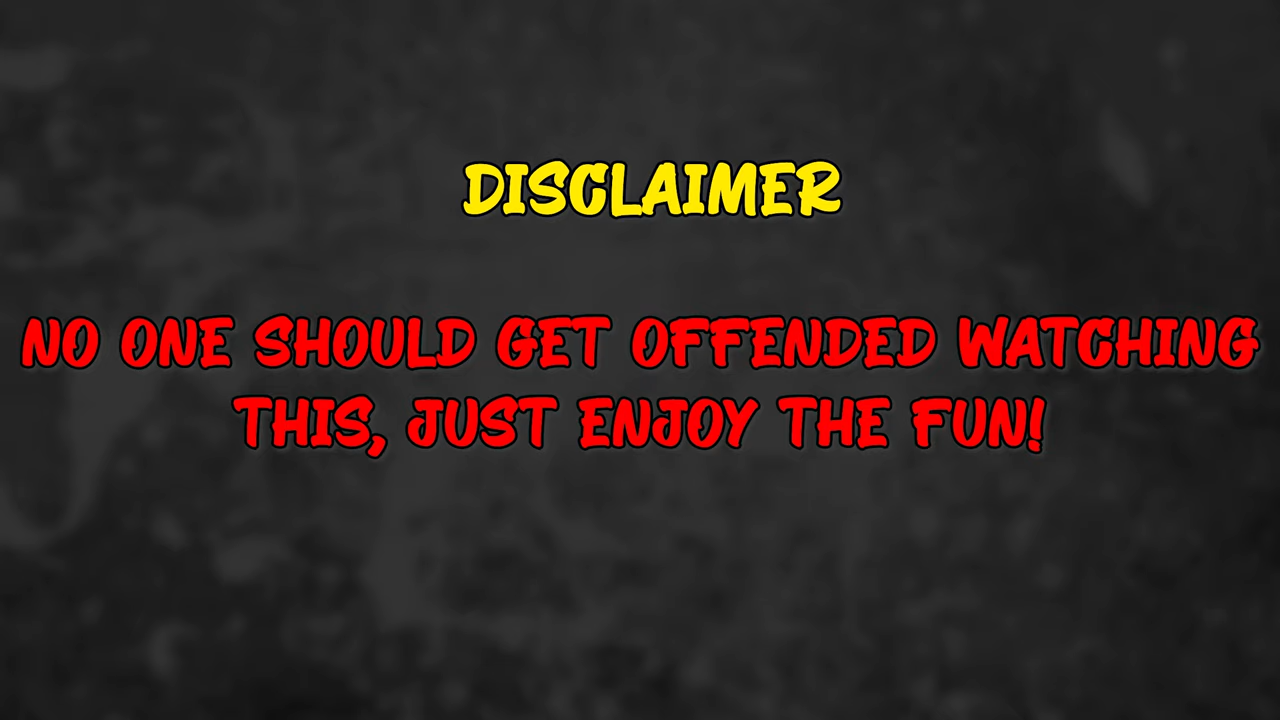 DISCLAIMER
NO ONE SHOULD GET OFFENDED WATCHING
THIS, JUST ENJOY THE FUN!